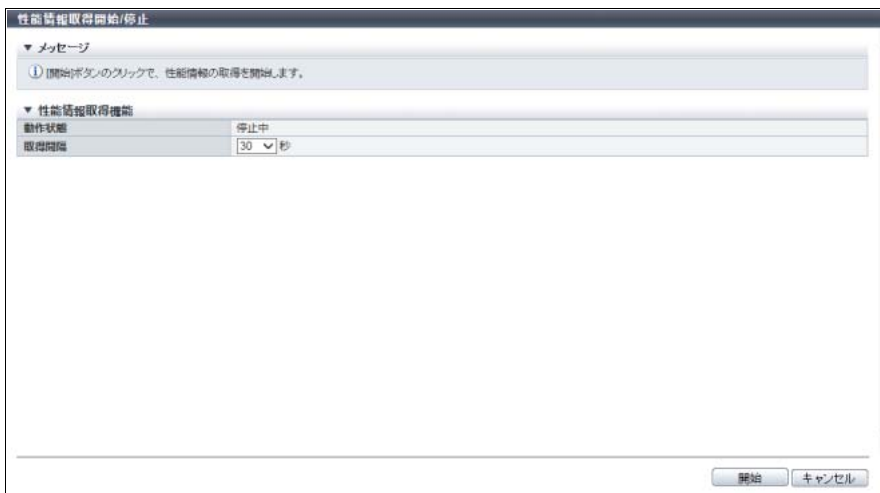 性能情報取得開始/停止
▼ メッセージ
[開始]ボタンのクリックで、性能情報の取得を開始します。
▼ 性能情報取得機能
動作状態 停止中
取得間隔 30 秒
開始 キャンセル